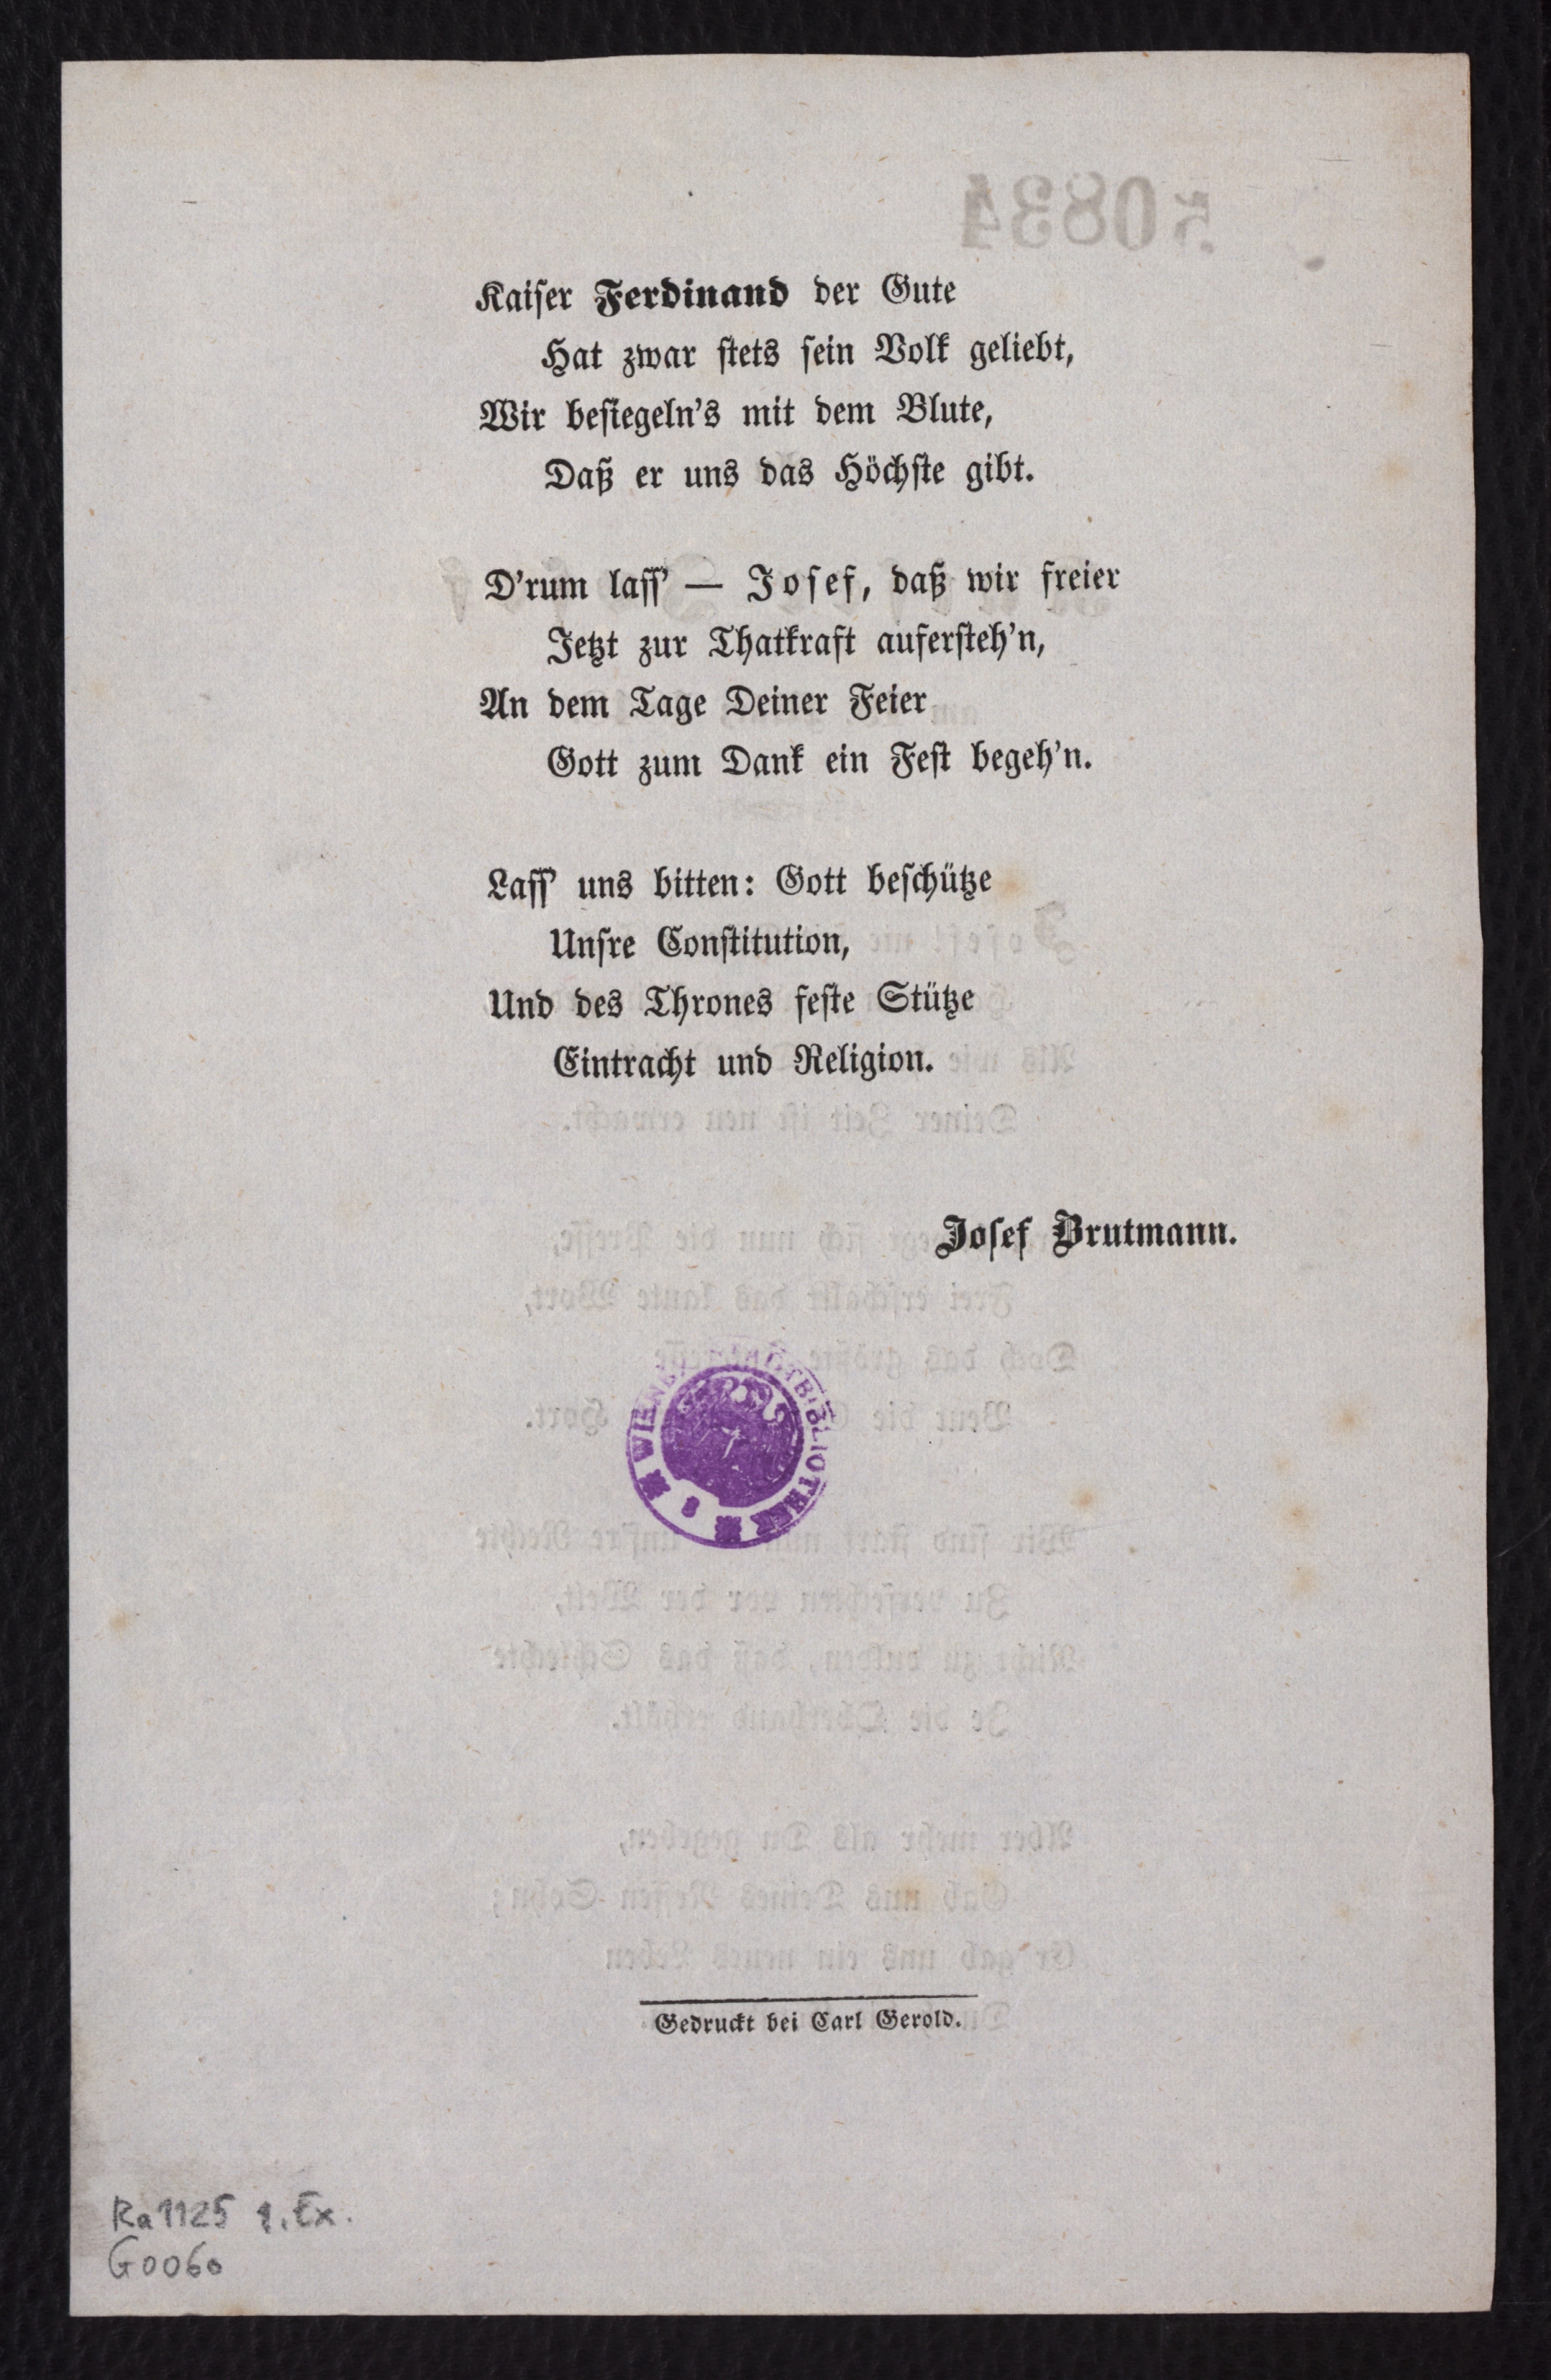 50834
Kaiser Ferdinand der Gute
Hat zwar stets sein Volk geliebt,
Wir besiegeln's mit dem Blute,
Daß er uns das Höchste gibt.
D'rum lass' — Josef, daß wir freier
Jetzt zur Thatkraft aufersteh'n,
An dem Tage Deiner Feier
Gott zum Dank ein Fest begeh'n.
Lass' uns bitten: Gott beschütze
Unsre Constitution,
Und des Thrones feste Stütze
Eintracht und Religion.
Josef Brutmann.
Gedruckt bei Carl Gerold.
Ra 1125 Ex.
G0060